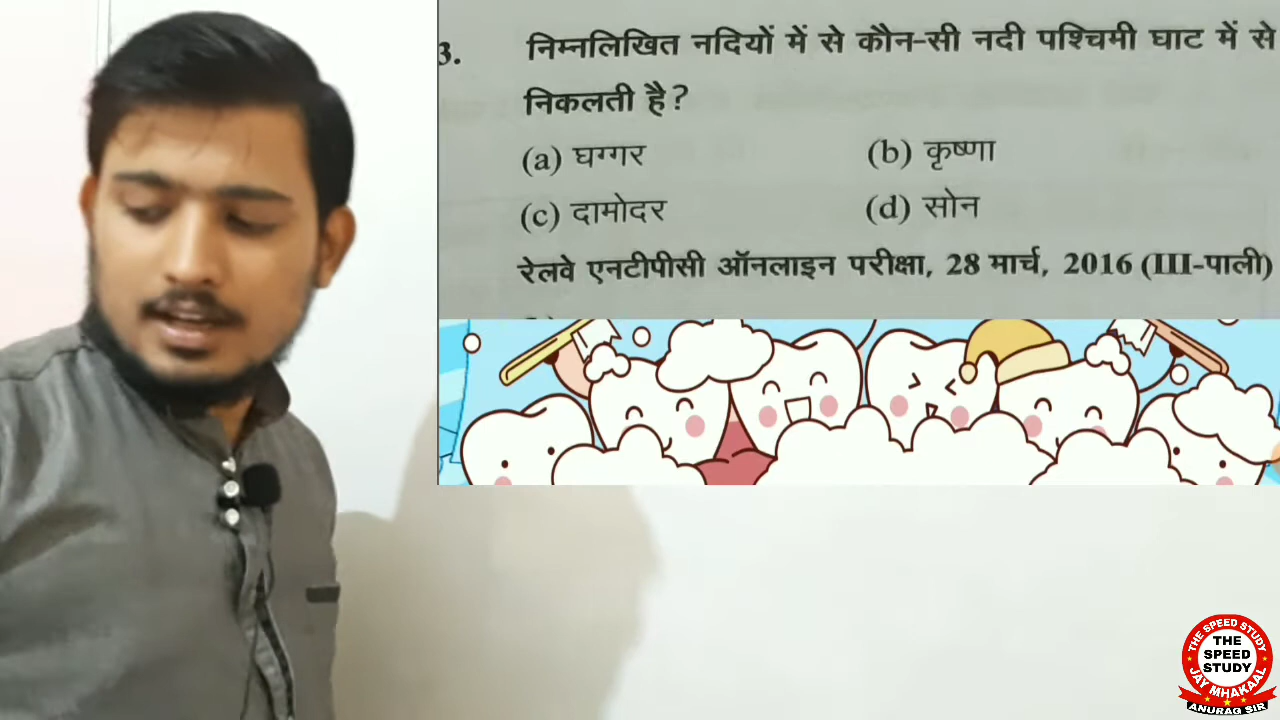 3. निम्नलिखित नदियों में से कौन-सी नदी पश्चिमी घाट में से
निकलती है?
(a) घग्गर (b) कृष्णा
(c) दामोदर (d) सोन
रेलवे एनटीपीसी ऑनलाइन परीक्षा, 28 मार्च, 2016 (III-पाली)
THE SPEED STUDY
THE
SPEED
STUDY
JAY MHAKAAL
ANURAG SIR